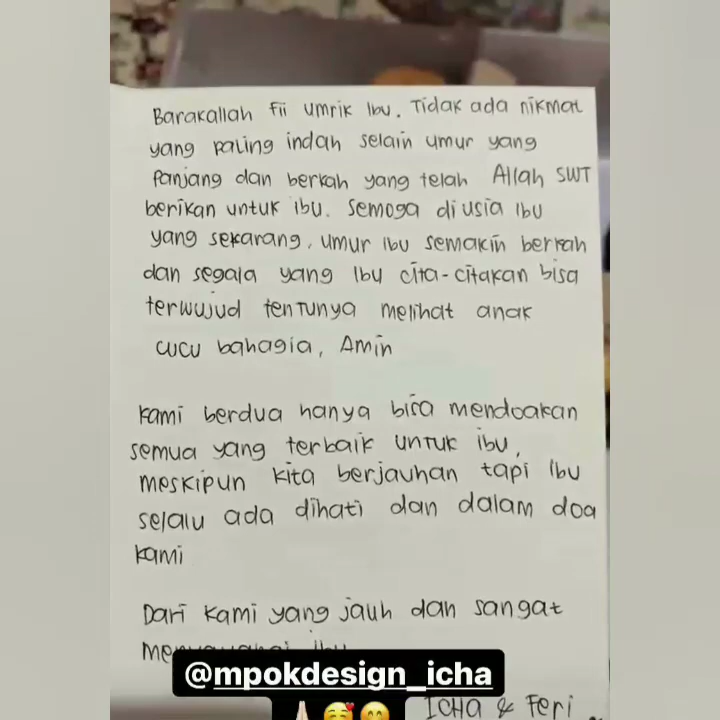 Barakallah Fii umrik Ibu. Tidak ada nikmat
yang paling indah selain umur yang
panjang dan berkah yang telah Allah SWT
berikan untuk ibu. Semoga diusia Ibu
yang sekarang, umur Ibu semakin berkah
dan segala yang Ibu cita-citakan bisa
terwujud tentunya melihat anak
cucu bahagia, Amin
Kami berdua hanya bisa mendoakan
semua yang terbaik untuk ibu,
meskipun kita berjauhan tapi Ibu
selalu ada dihati dan dalam doa
kami
Dari kami yang jauh dan sangat
@mpokdesign_icha
ICHA & Feri